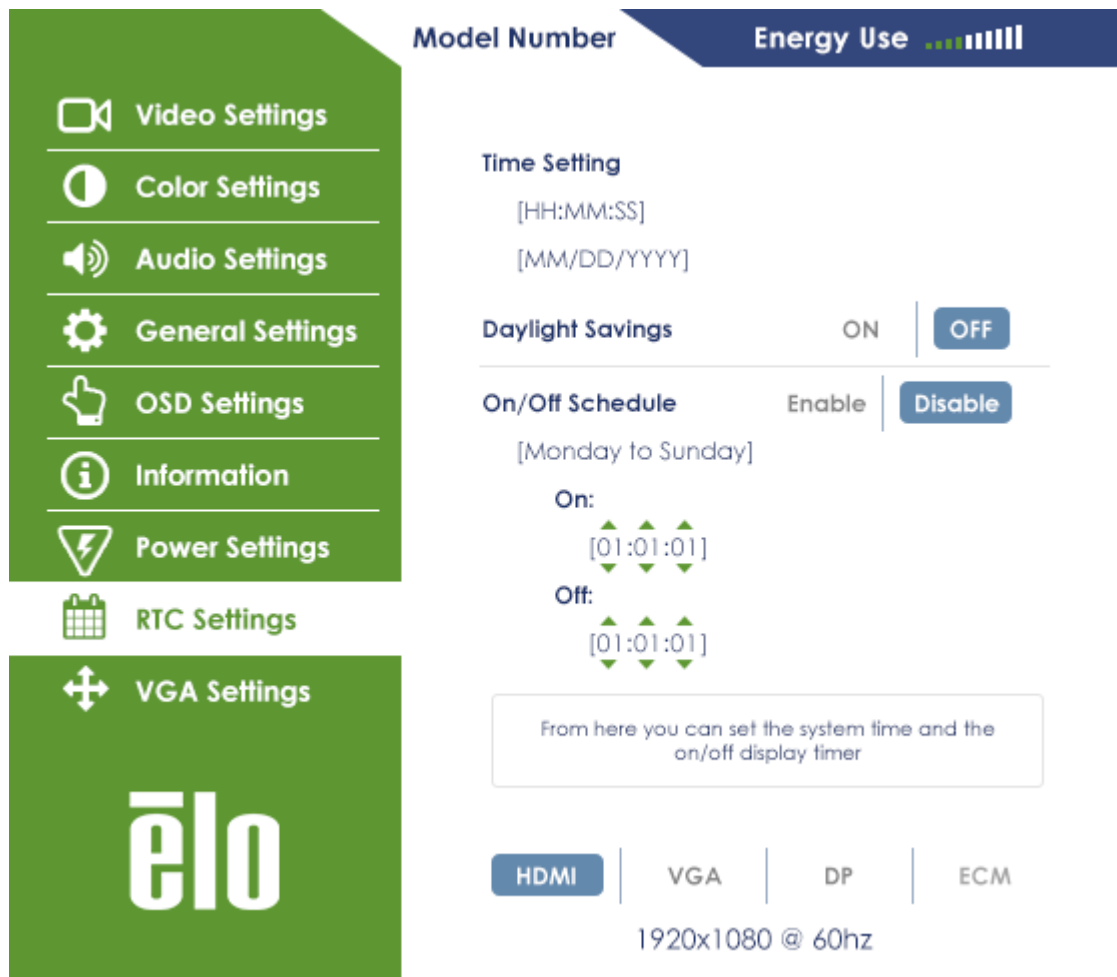 Model Number
Energy Use
Video Settings
Color Settings
Audio Settings
General Settings
OSD Settings
Information
Power Settings
RTC Settings
VGA Settings
ēlo
Time Setting
[HH:MM:SS]
[MM/DD/YYYY]
Daylight Savings ON OFF
On/Off Schedule Enable Disable
[Monday to Sunday]
On:
[01:01:01]
Off:
[01:01:01]
From here you can set the system time and the
on/off display timer
HDMI VGA DP ECM
1920x1080 @ 60hz